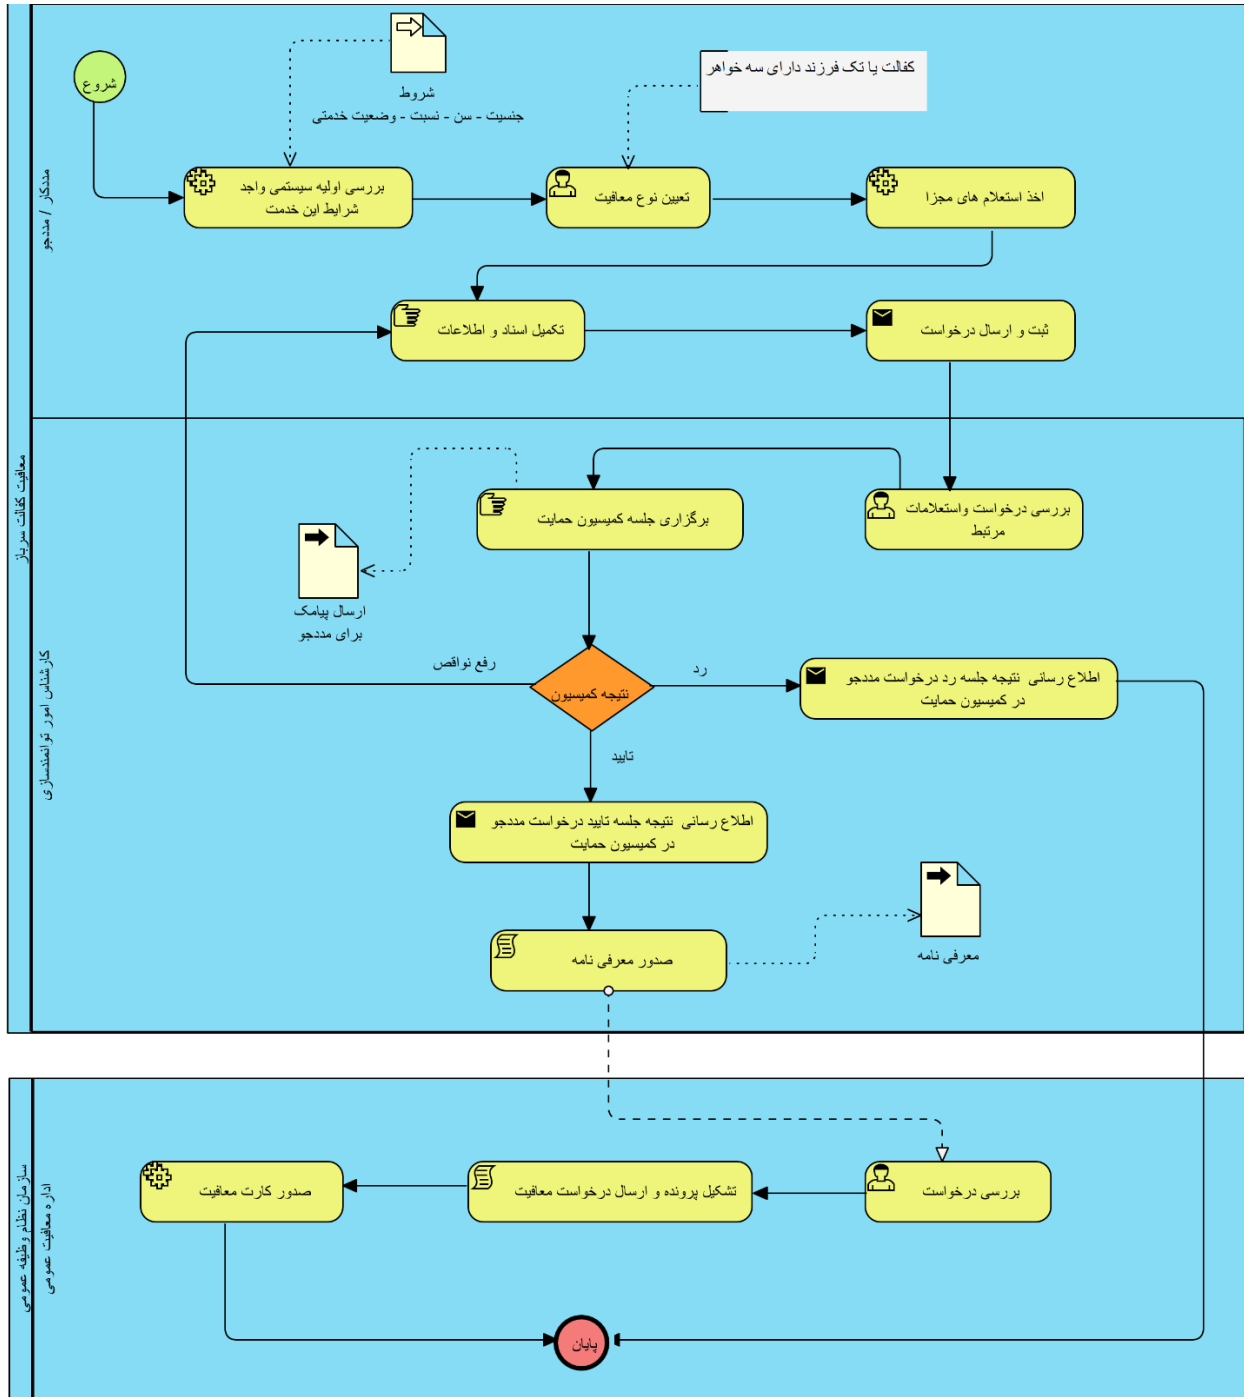 شروع
شروط
جنسیت - سن - نسبت - وضعیت خدمتی
کفالت یا تک فرزند دارای سه خواهر
مددکار / مددجو
بررسی اولیه سیستمی واجد
شرایط این خدمت
تعیین نوع معافیت
اخذ استعلام های مجزا
تکمیل اسناد و اطلاعات
ثبت و ارسال درخواست
معافیت کفالت سرباز
کارشناس امور توانمندسازی
بررسی درخواست واستعلامات
مرتبط
برگزاری جلسه کمیسیون حمایت
ارسال پیامک
برای مددجو
رفع نواقص
نتیجه کمیسیون
رد
اطلاع رسانی نتیجه جلسه رد درخواست مددجو
در کمیسیون حمایت
تایید
اطلاع رسانی نتیجه جلسه تایید درخواست مددجو
در کمیسیون حمایت
صدور معرفی نامه
معرفی نامه
سازمان نظام وظیفه عمومی
اداره معافیت عمومی
بررسی درخواست
تشکیل پرونده و ارسال درخواست معافیت
صدور کارت معافیت
پایان